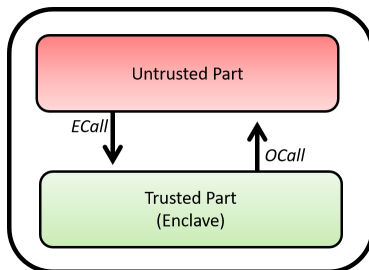 Untrusted Part
ECall
OCall
Trusted Part
(Enclave)